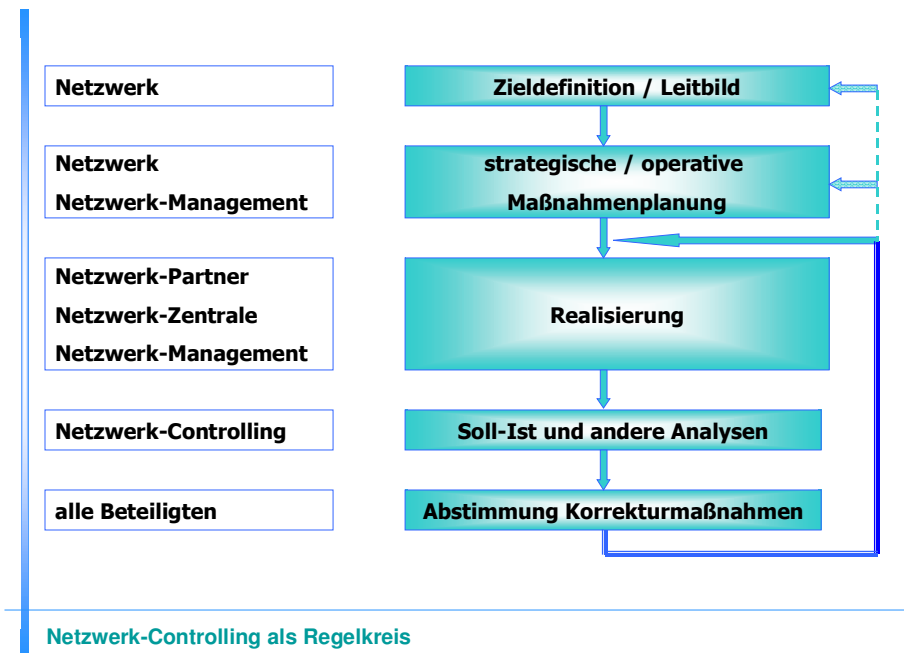 Netzwerk
Zieldefinition / Leitbild
Netzwerk
Netzwerk-Management
strategische / operative
Maßnahmenplanung
Netzwerk-Partner
Netzwerk-Zentrale
Netzwerk-Management
Realisierung
Netzwerk-Controlling
Soll-Ist und andere Analysen
alle Beteiligten
Abstimmung Korrekturmaßnahmen
Netzwerk-Controlling als Regelkreis